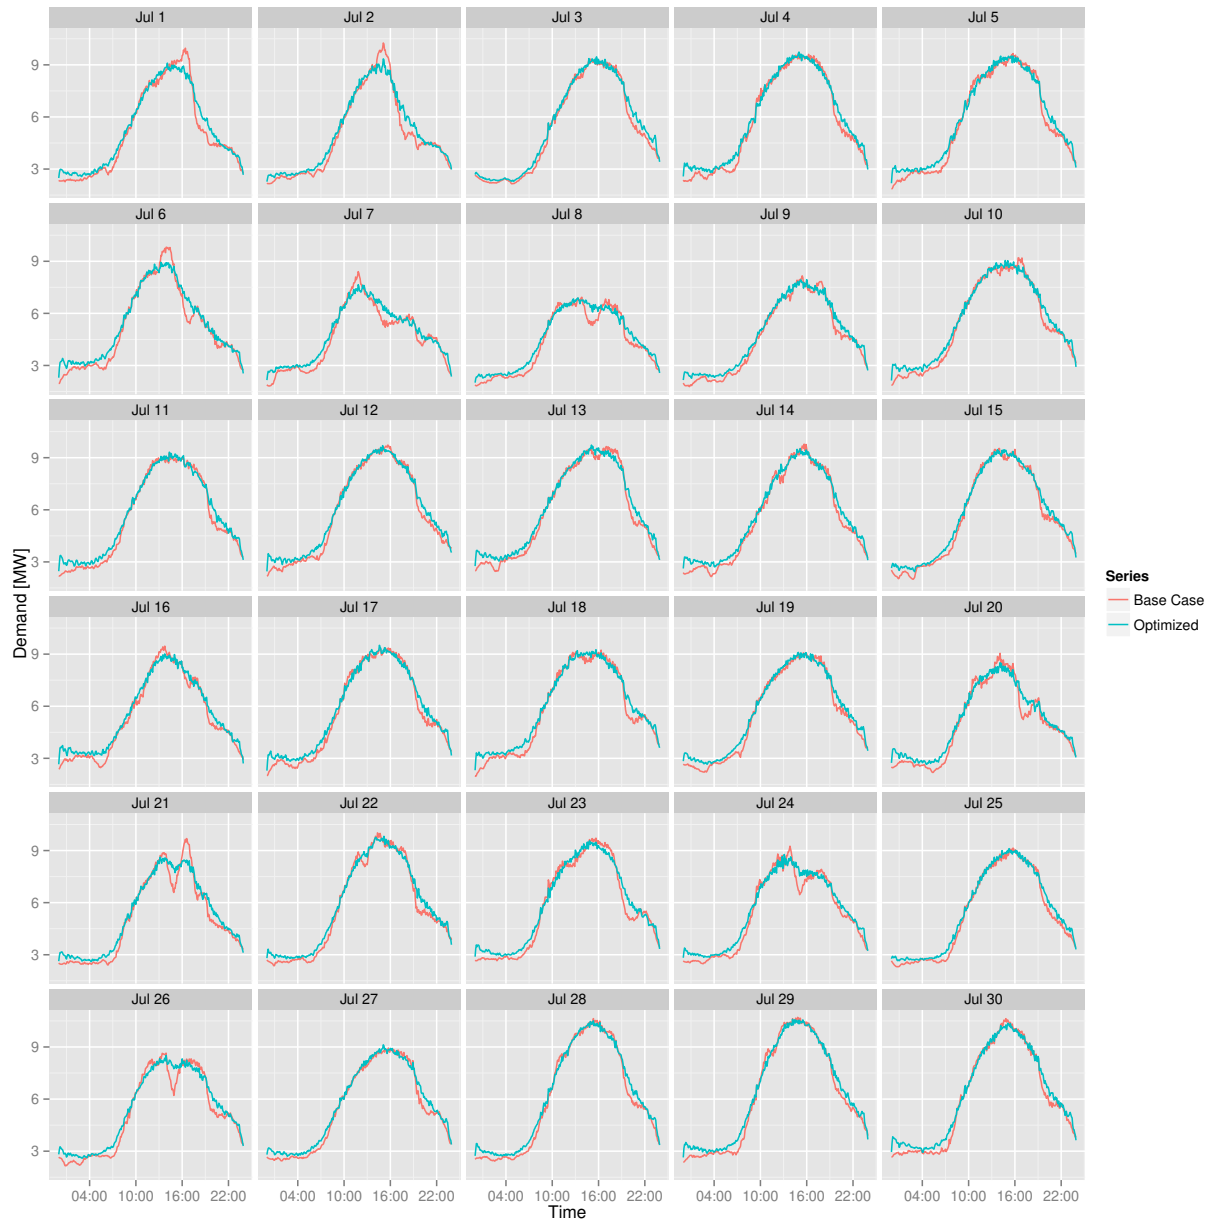 Jul 1 Jul 2 Jul 3 Jul 4 Jul 5
9
6
3
Jul 6 Jul 7 Jul 8 Jul 9 Jul 10
9
6
3
Jul 11 Jul 12 Jul 13 Jul 14 Jul 15
9
6
3
Jul 16 Jul 17 Jul 18 Jul 19 Jul 20
9
6
3
Jul 21 Jul 22 Jul 23 Jul 24 Jul 25
9
6
3
Jul 26 Jul 27 Jul 28 Jul 29 Jul 30
9
6
3
04:00 10:00 16:00 22:00 04:00 10:00 16:00 22:00 04:00 10:00 16:00 22:00 04:00 10:00 16:00 22:00 04:00 10:00 16:00 22:00
Time
Demand [MW]
Series
Base Case
Optimized